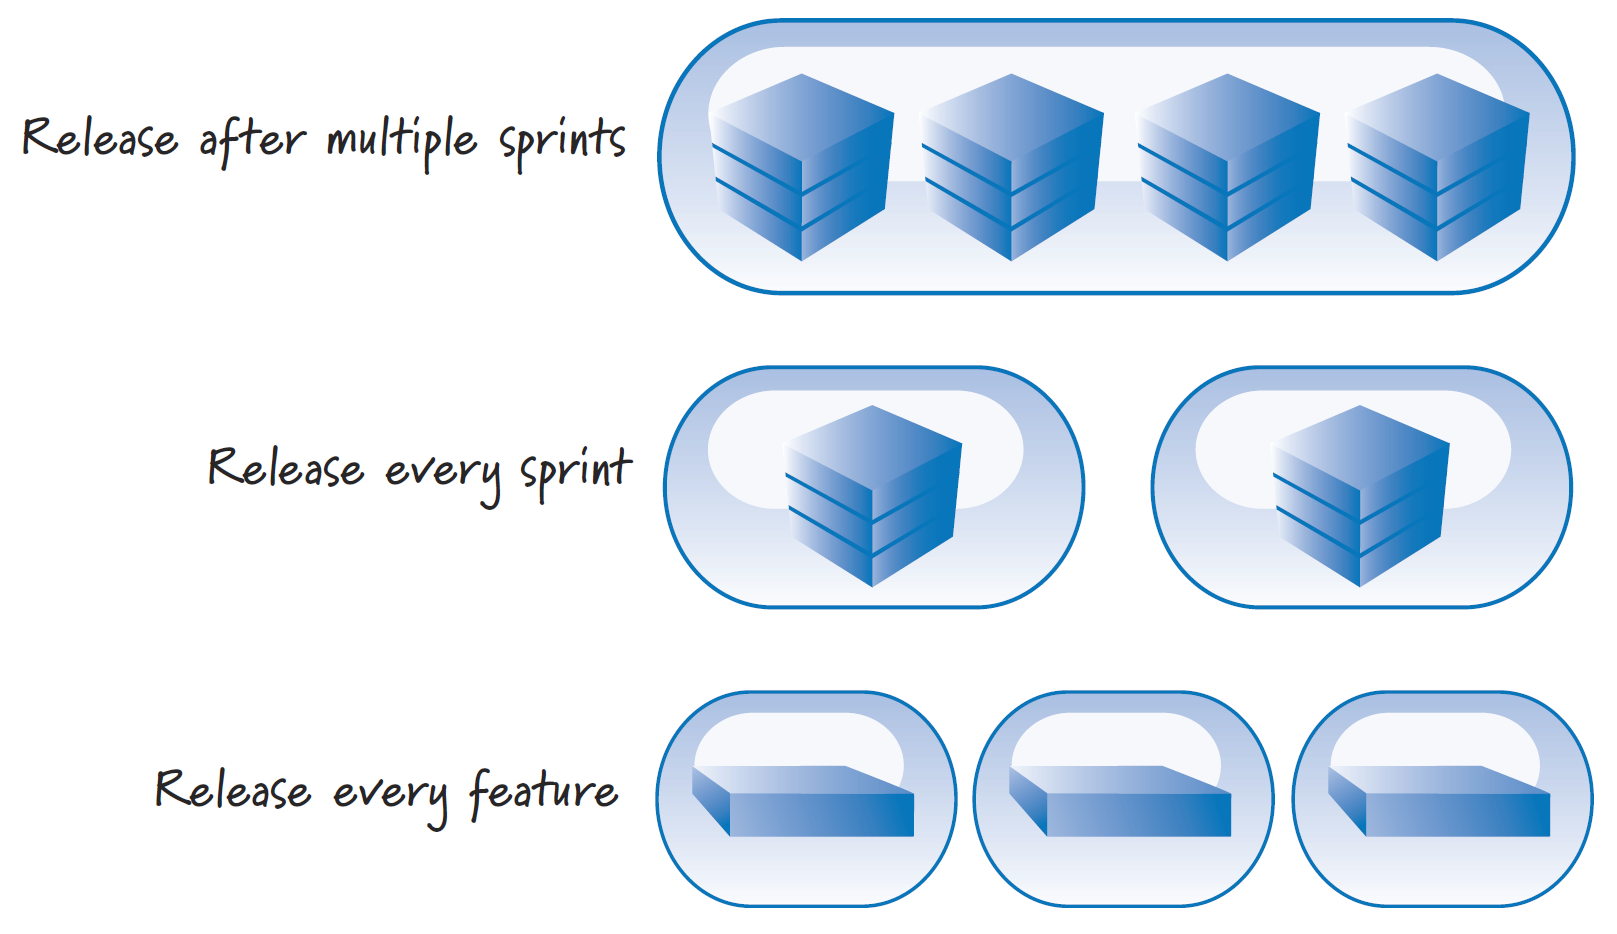 Release after multiple sprints
Release every sprint
Release every feature